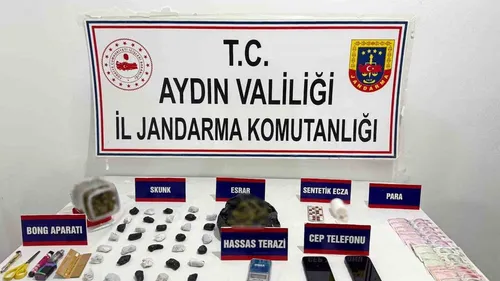 T.C.
AYDIN VALİLİĞİ
İL JANDARMA KOMUTANLIĞI
JANDARMA
SKUNK
ESRAR
SENTETİK ECZA
PARA
BONG APARATI
HASSAS TERAZİ
CEP TELEFONU